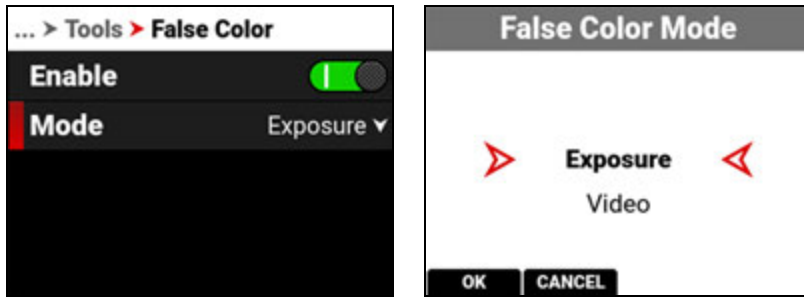 ... > Tools > False Color
Enable
Mode Exposure
False Color Mode
Exposure
Video
OK CANCEL